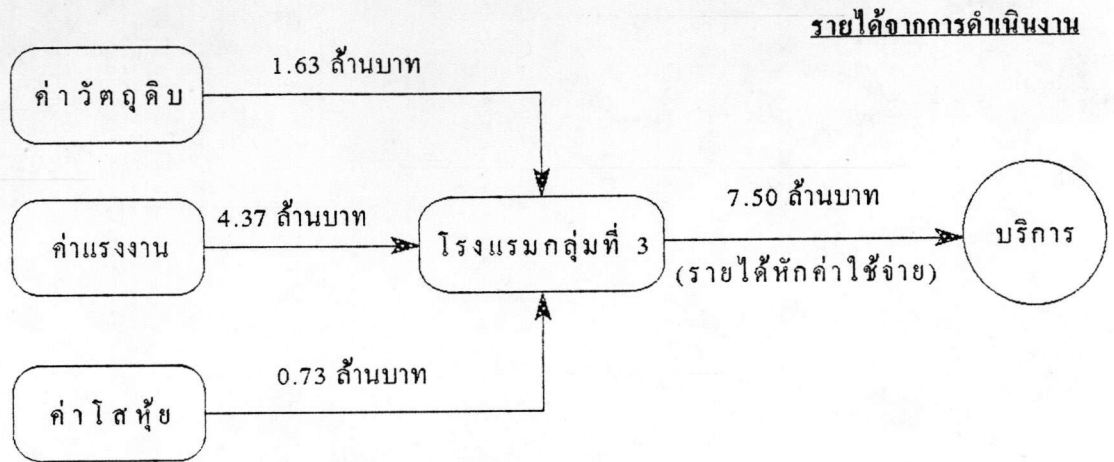 รายได้จากการดำเนินงาน
1.63 ล้านบาท
ค่าวัตถุดิบ
4.37 ล้านบาท
7.50 ล้านบาท
ค่าแรงงาน
โรงแรมกลุ่มที่ 3
บริการ
(รายได้หักค่าใช้จ่าย)
0.73 ล้านบาท
ค่าโสหุ้ย